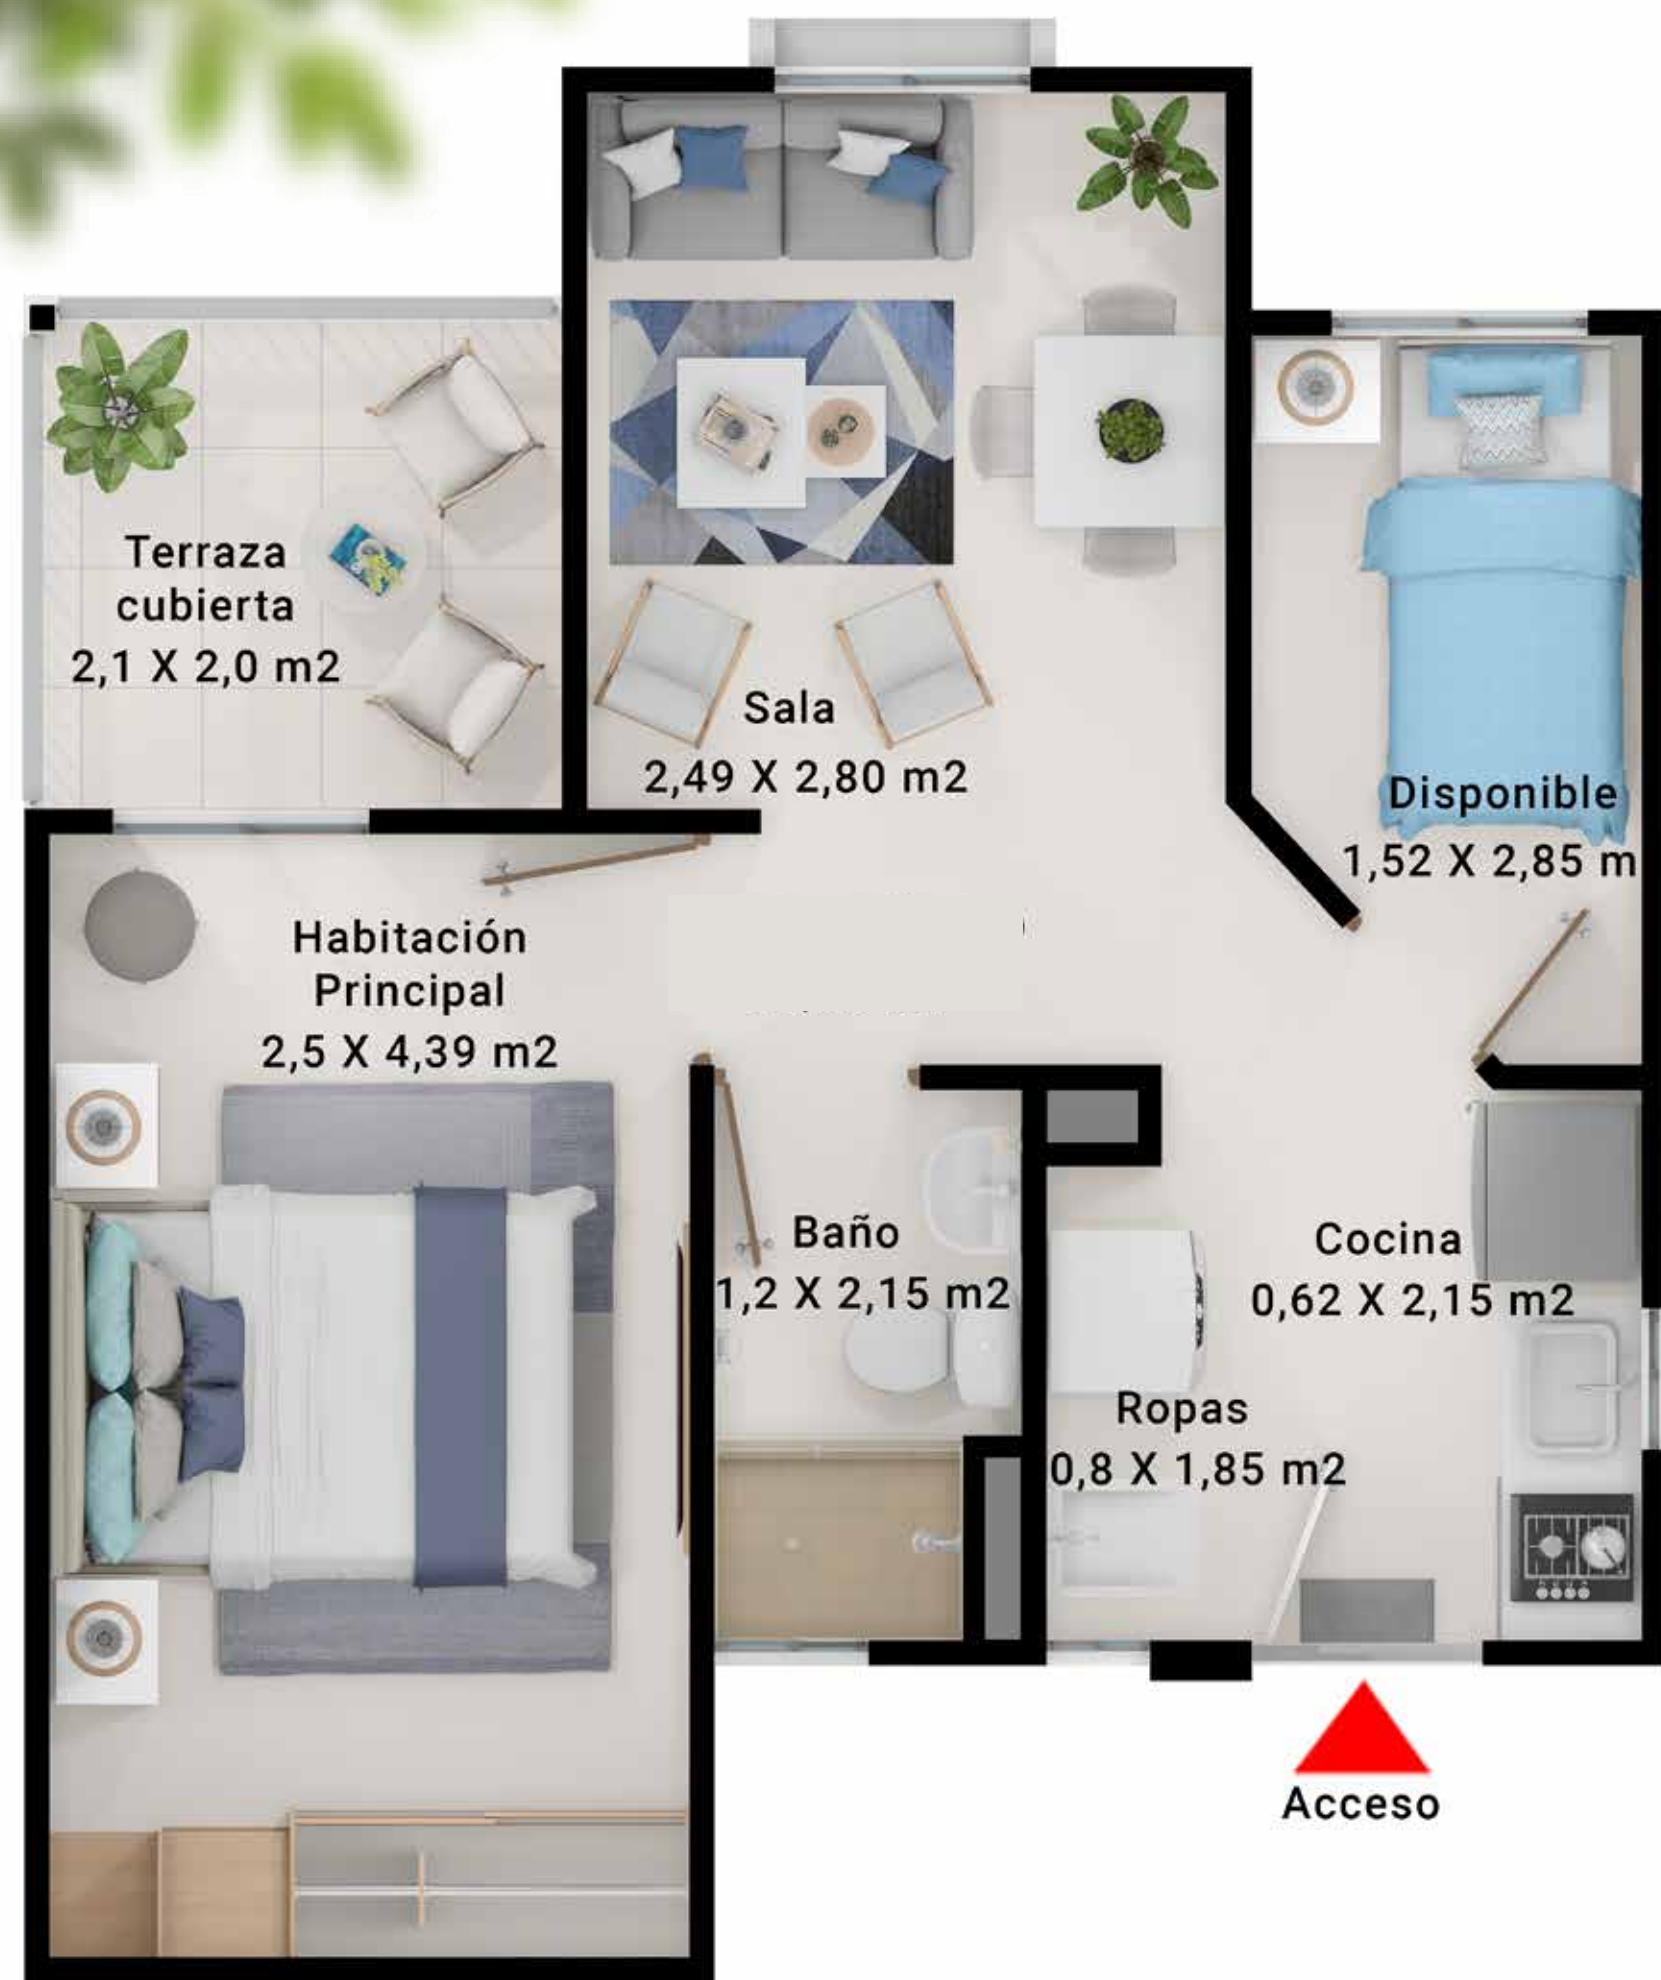 Terraza
cubierta
2,1 X 2,0 m2
Sala
2,49 X 2,80 m2
Disponible
1,52 X 2,85 m
Habitación
Principal
2,5 X 4,39 m2
Baño
1,2 X 2,15 m2
Cocina
0,62 X 2,15 m2
Ropas
0,8 X 1,85 m2
Acceso